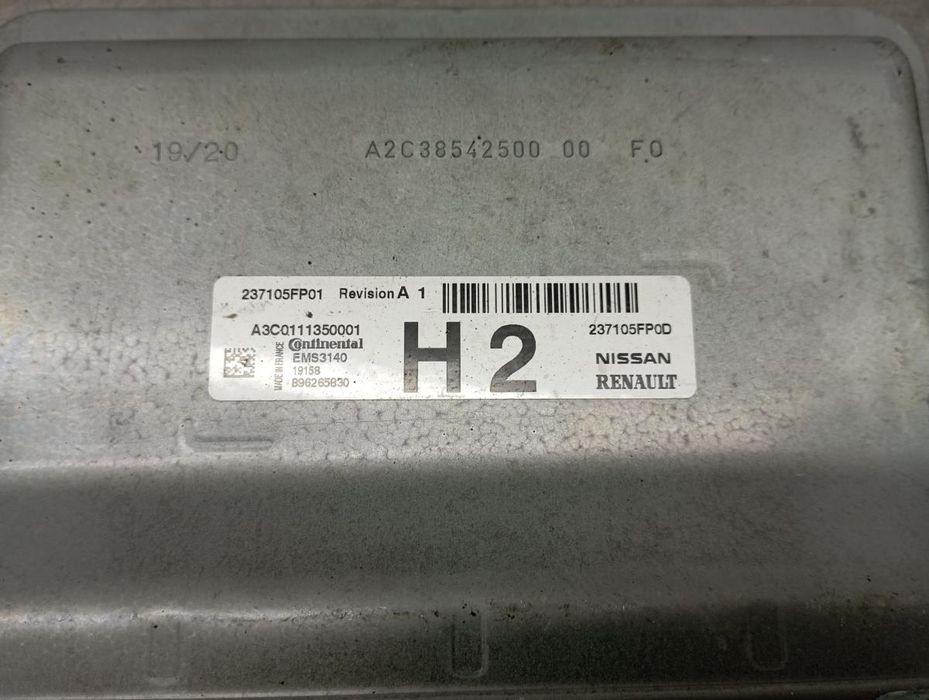 19/20 A2C38542500 00 F0
237105FP01 Revision A 1
A3C0111350001 237105FP0D
Continental
EMS3140
19158
896265830
MADE IN FRANCE
H2
NISSAN
RENAULT